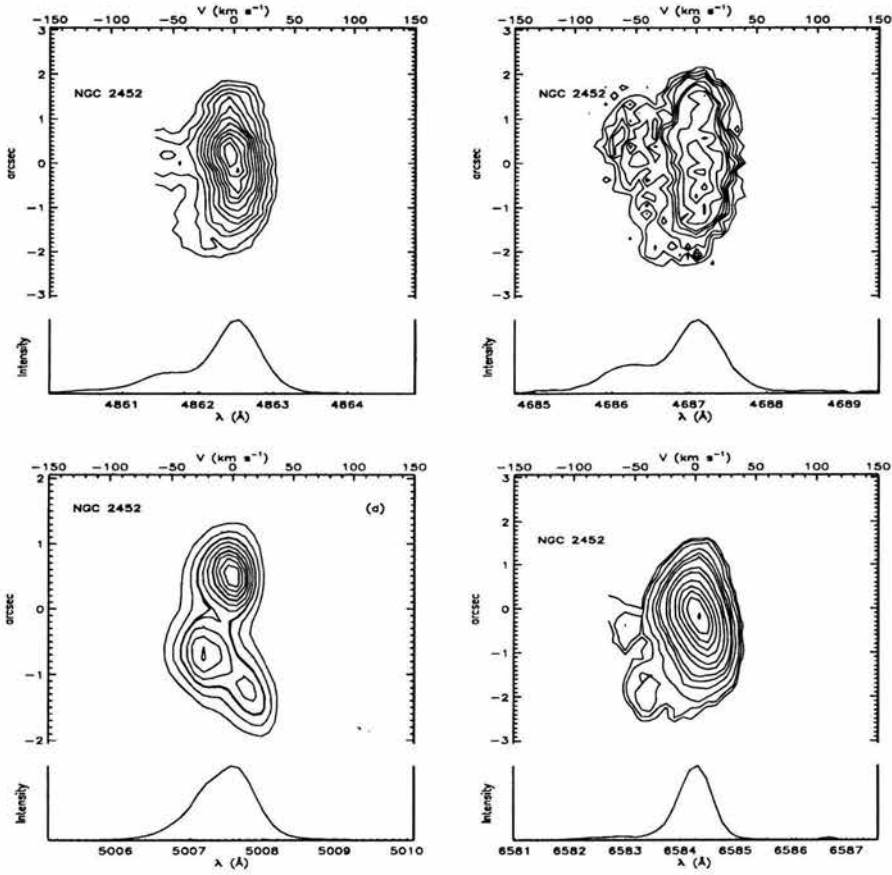 V (km s⁻¹)
-150 -100 -50 0 50 100 150
3
2
1
0
-1
-2
-3
arcsec
NGC 2452
Intensity
4861 4862 4863 4864
λ (Å)
V (km s⁻¹)
-150 -100 -50 0 50 100 150
3
2
1
0
-1
-2
-3
arcsec
NGC 2452
Intensity
4685 4686 4687 4688 4689
λ (Å)
V (km s⁻¹)
-150 -100 -50 0 50 100 150
2
1
0
-1
-2
arcsec
NGC 2452
(d)
Intensity
5006 5007 5008 5009 5010
λ (Å)
V (km s⁻¹)
-150 -100 -50 0 50 100 150
3
2
1
0
-1
-2
-3
arcsec
NGC 2452
Intensity
6581 6582 6583 6584 6585 6586 6587
λ (Å)